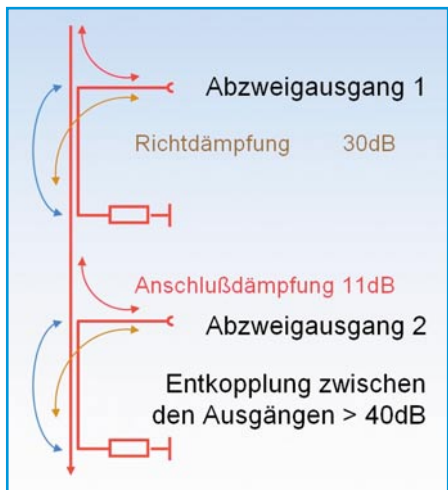 Abzweigausgang 1
Richtdämpfung 30dB
Anschlußdämpfung 11dB
Abzweigausgang 2
Entkopplung zwischen
den Ausgängen > 40dB